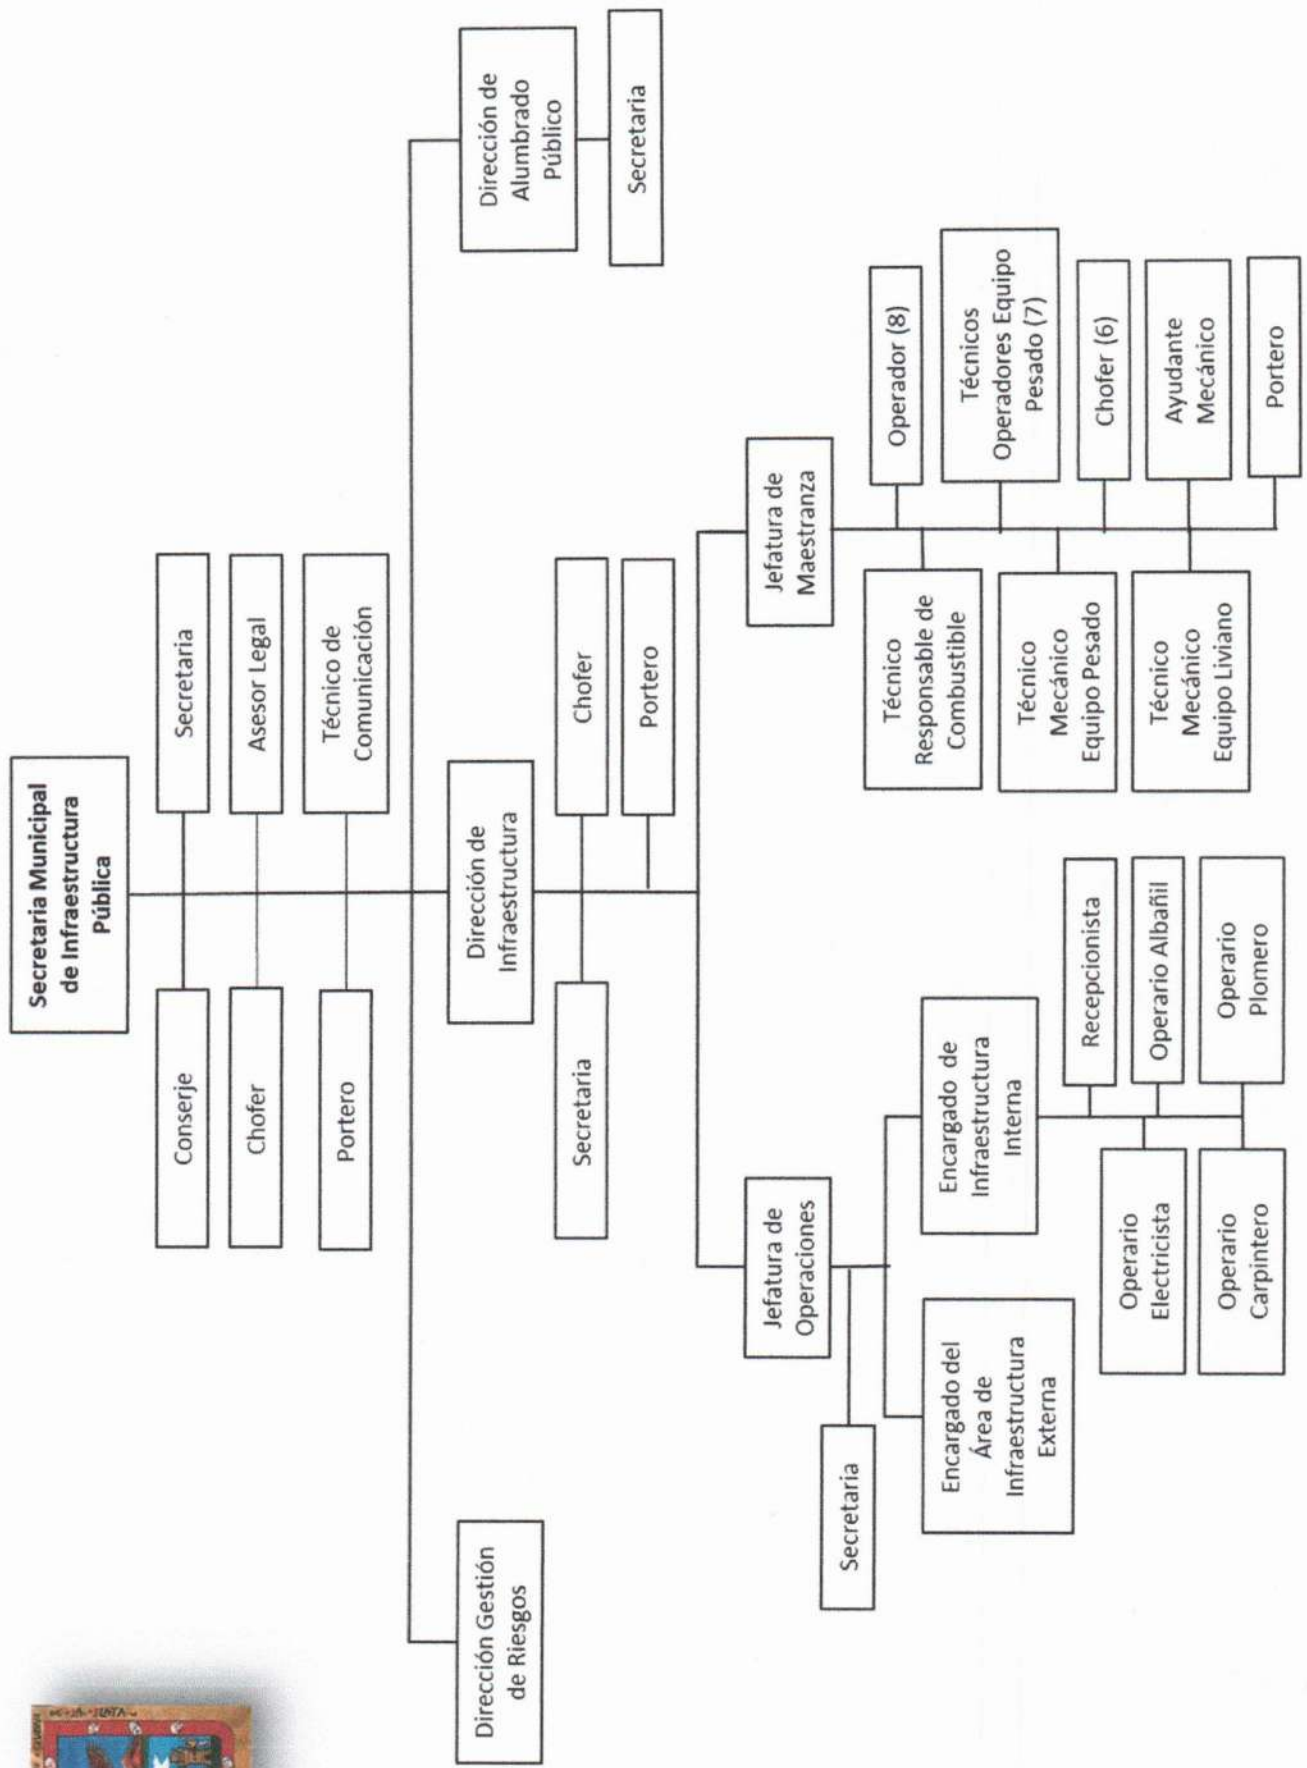 Secretaria Municipal
de Infraestructura
Pública
Conserje
Secretaria
Chofer
Asesor Legal
Portero
Técnico de
Comunicación
Dirección Gestión
de Riesgos
Dirección de
Infraestructura
Dirección de
Alumbrado
Público
Secretaria
Chofer
Secretaria
Portero
Jefatura de
Operaciones
Jefatura de
Maestranza
Secretaria
Encargado del
Área de
Infraestructura
Externa
Encargado de
Infraestructura
Interna
Recepcionista
Operario
Electricista
Operario Albañil
Operario
Carpintero
Operario
Plomero
Técnico
Responsable de
Combustible
Operador (8)
Técnico
Mecánico
Equipo Pesado
Técnicos
Operadores Equipo
Pesado (7)
Chofer (6)
Técnico
Mecánico
Equipo Liviano
Ayudante
Mecánico
Portero